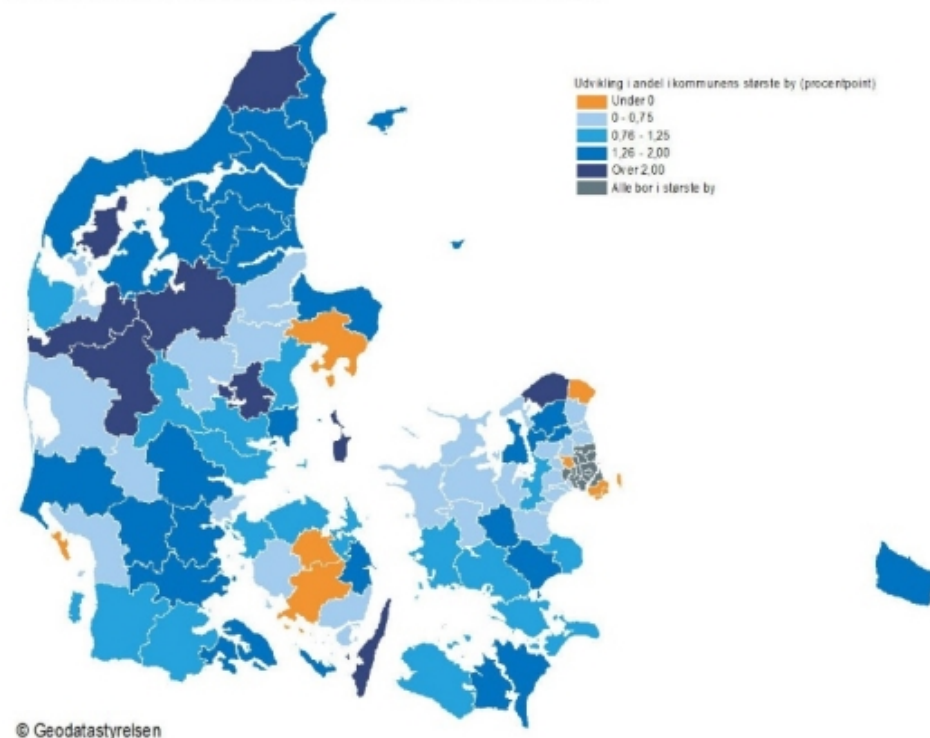 Udvikling i andel i kommunens største by (procentpoint)
Under 0
0 - 0,75
0,76 - 1,25
1,26 - 2,00
Over 2,00
Alle bor i største by
© Geodatastyrelsen